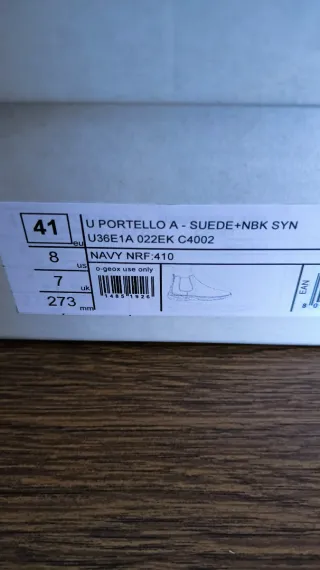 41 eu
U PORTELLO A - SUEDE+NBK SYN
U36E1A 022EK C4002
8 us
NAVY NRF:410
7 uk
o-geox use only
273 mm
EAN